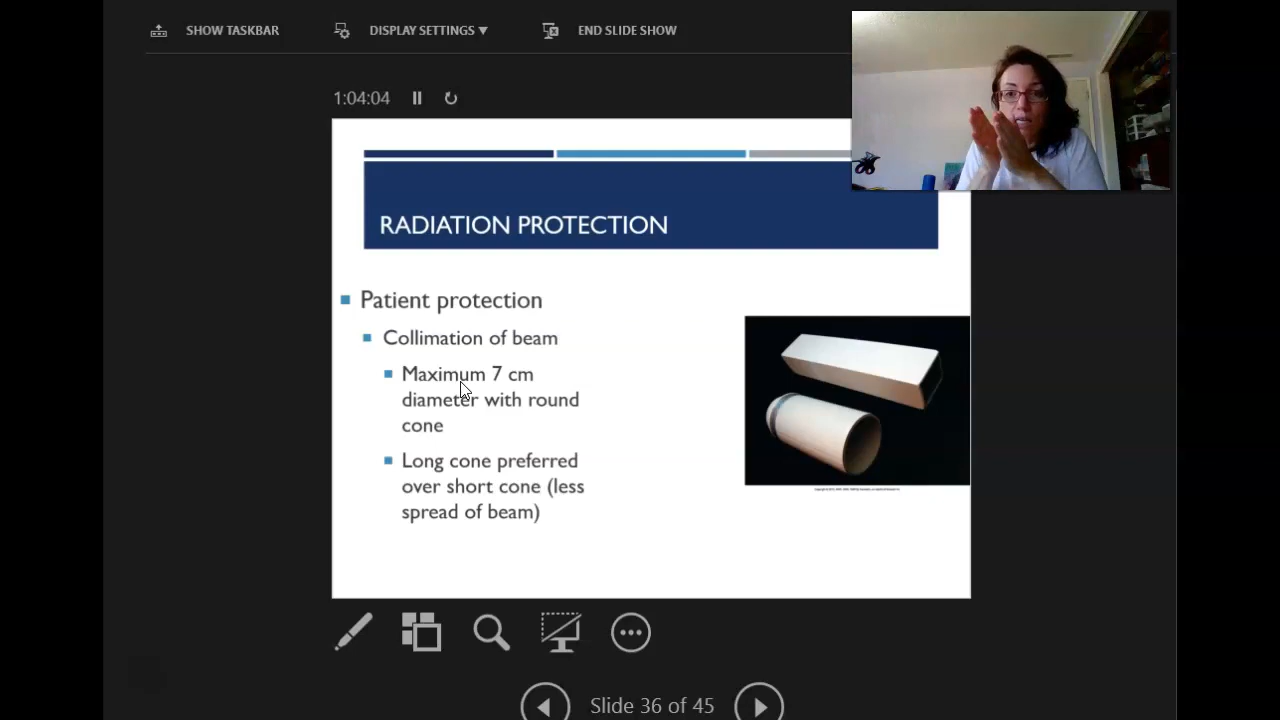 SHOW TASKBAR
DISPLAY SETTINGS ▼
END SLIDE SHOW
1:04:04
RADIATION PROTECTION
Patient protection
Collimation of beam
Maximum 7 cm
diameter with round
cone
Long cone preferred
over short cone (less
spread of beam)
Slide 36 of 45